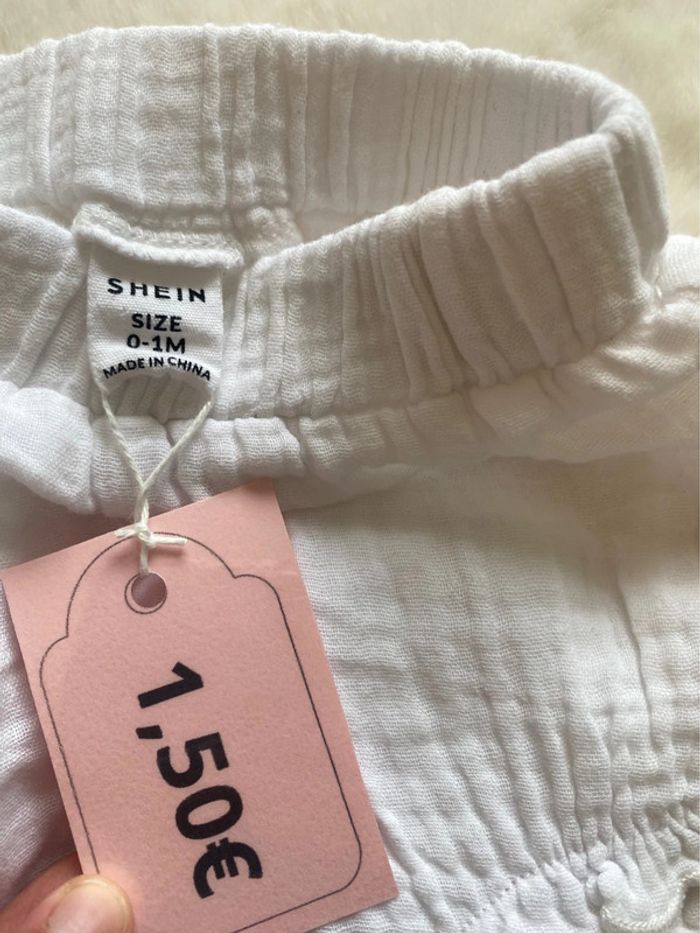 SHEIN
SIZE
0-1M
MADE IN CHINA
1,50€